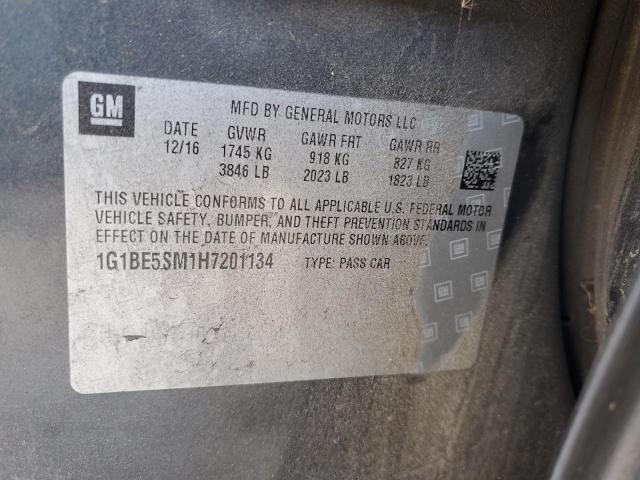 GM
MFD BY GENERAL MOTORS LLC
DATE GVWR GAWR FRT GAWR RR
12/16 1745 KG 918 KG 827 KG
3846 LB 2023 LB 1823 LB
THIS VEHICLE CONFORMS TO ALL APPLICABLE U.S. FEDERAL MOTOR
VEHICLE SAFETY, BUMPER, AND THEFT PREVENTION STANDARDS IN
EFFECT ON THE DATE OF MANUFACTURE SHOWN ABOVE.
1G1BE5SM1H7201134 TYPE: PASS CAR